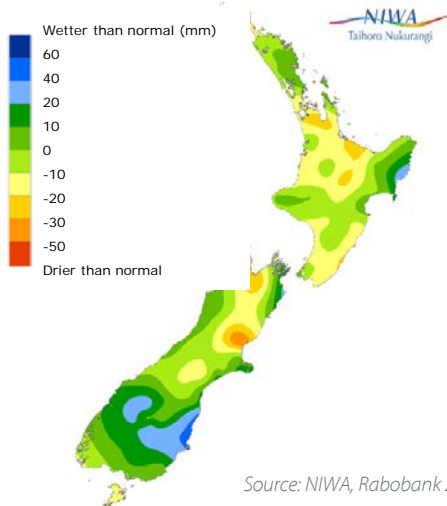 Wetter than normal (mm)
60
40
20
10
0
-10
-20
-30
-50
Drier than normal
NIWA
Taihoro Nukurangi
Source: NIWA, Rabobank